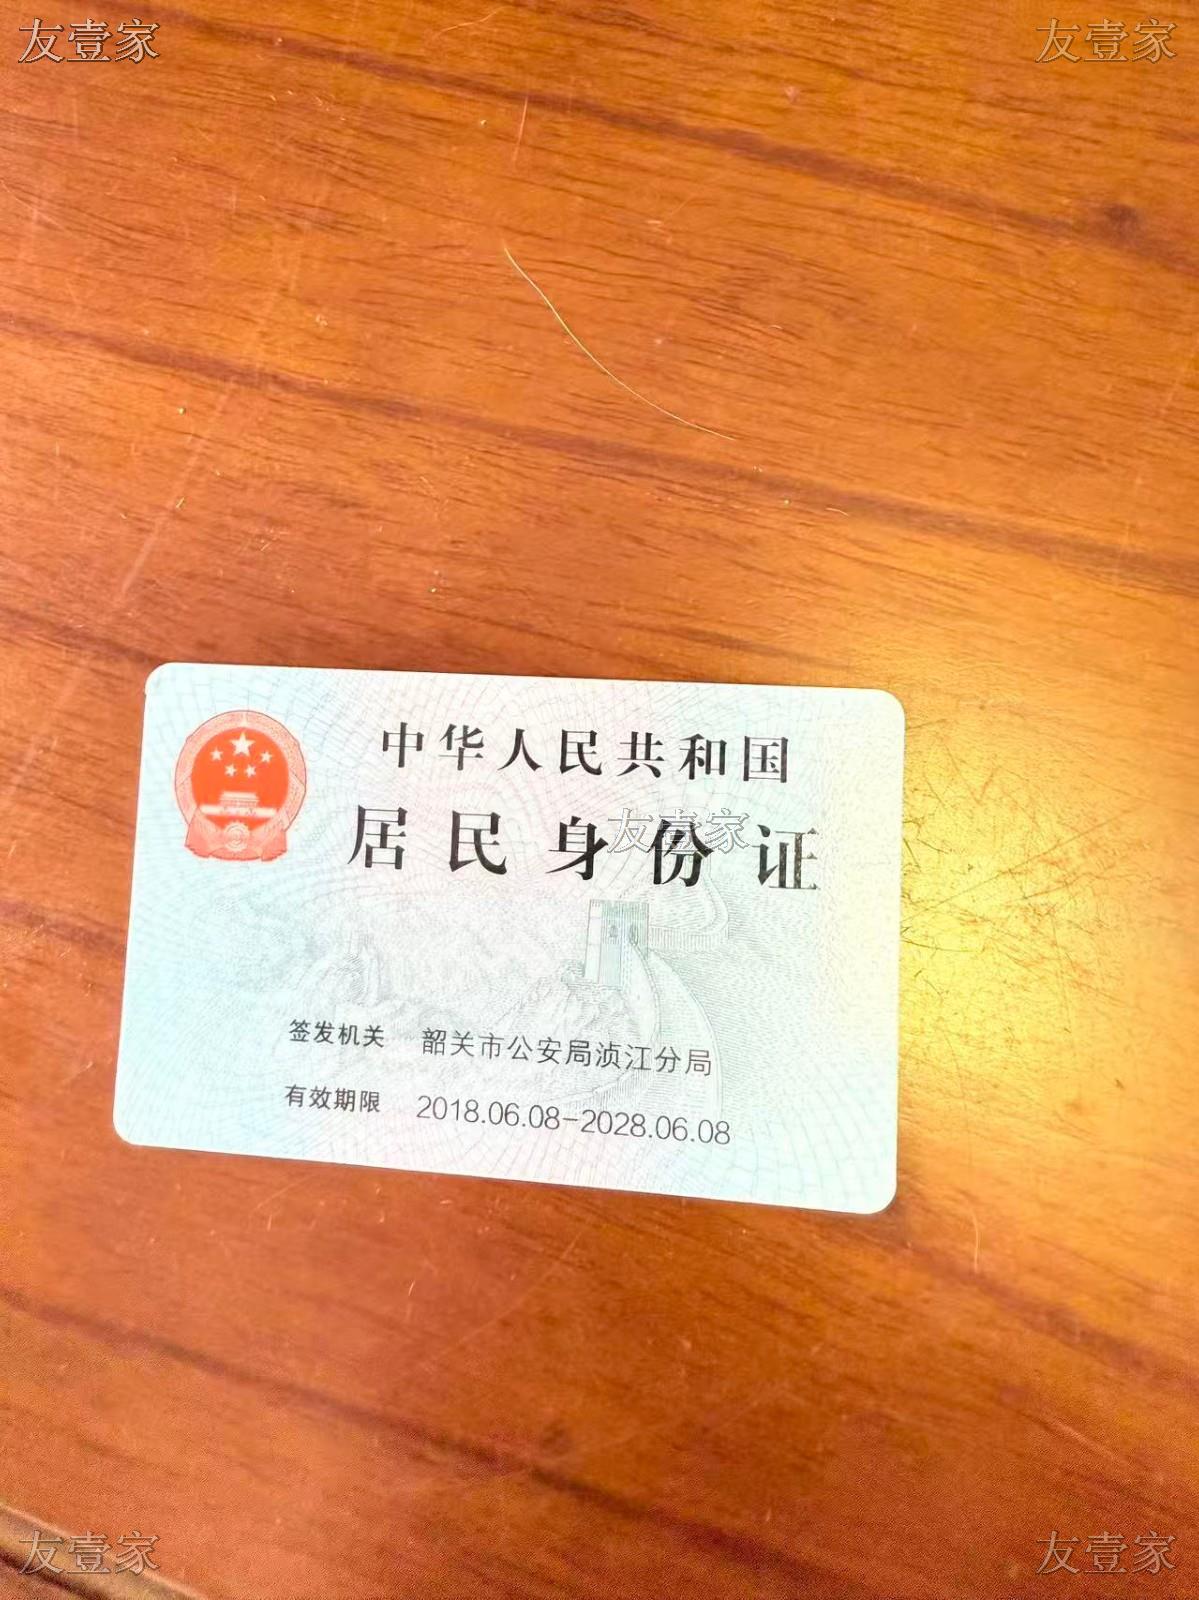 友壹家 友壹家
中华人民共和国
居民身份证
友壹家
签发机关 韶关市公安局浈江分局
有效期限 2018.06.08-2028.06.08
友壹家 友壹家